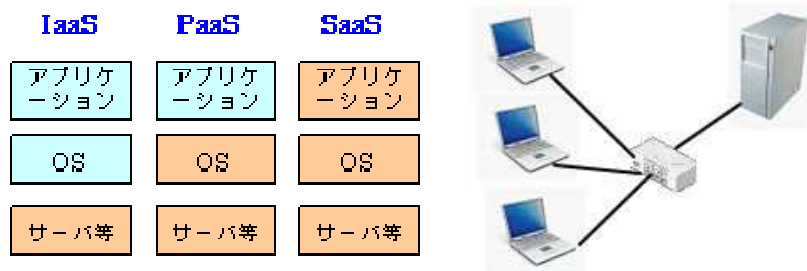 IaaS PaaS SaaS
アプリケ
ーション
アプリケ
ーション
アプリケ
ーション
OS OS OS
サーバ等 サーバ等 サーバ等